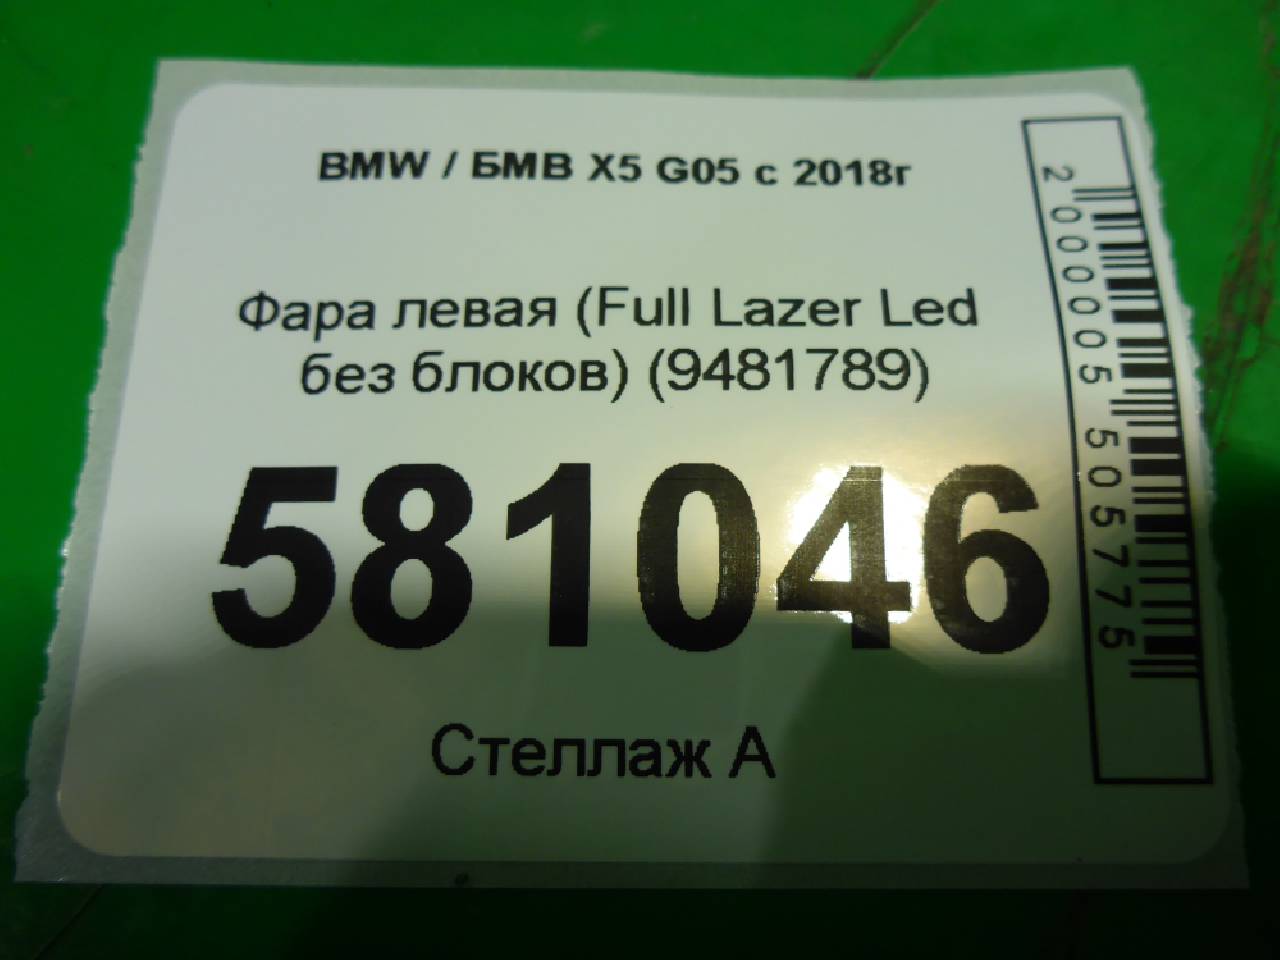 BMW / БМВ X5 G05 с 2018г
Фара левая (Full Lazer Led
без блоков) (9481789)
581046
Стеллаж А
2000005505775